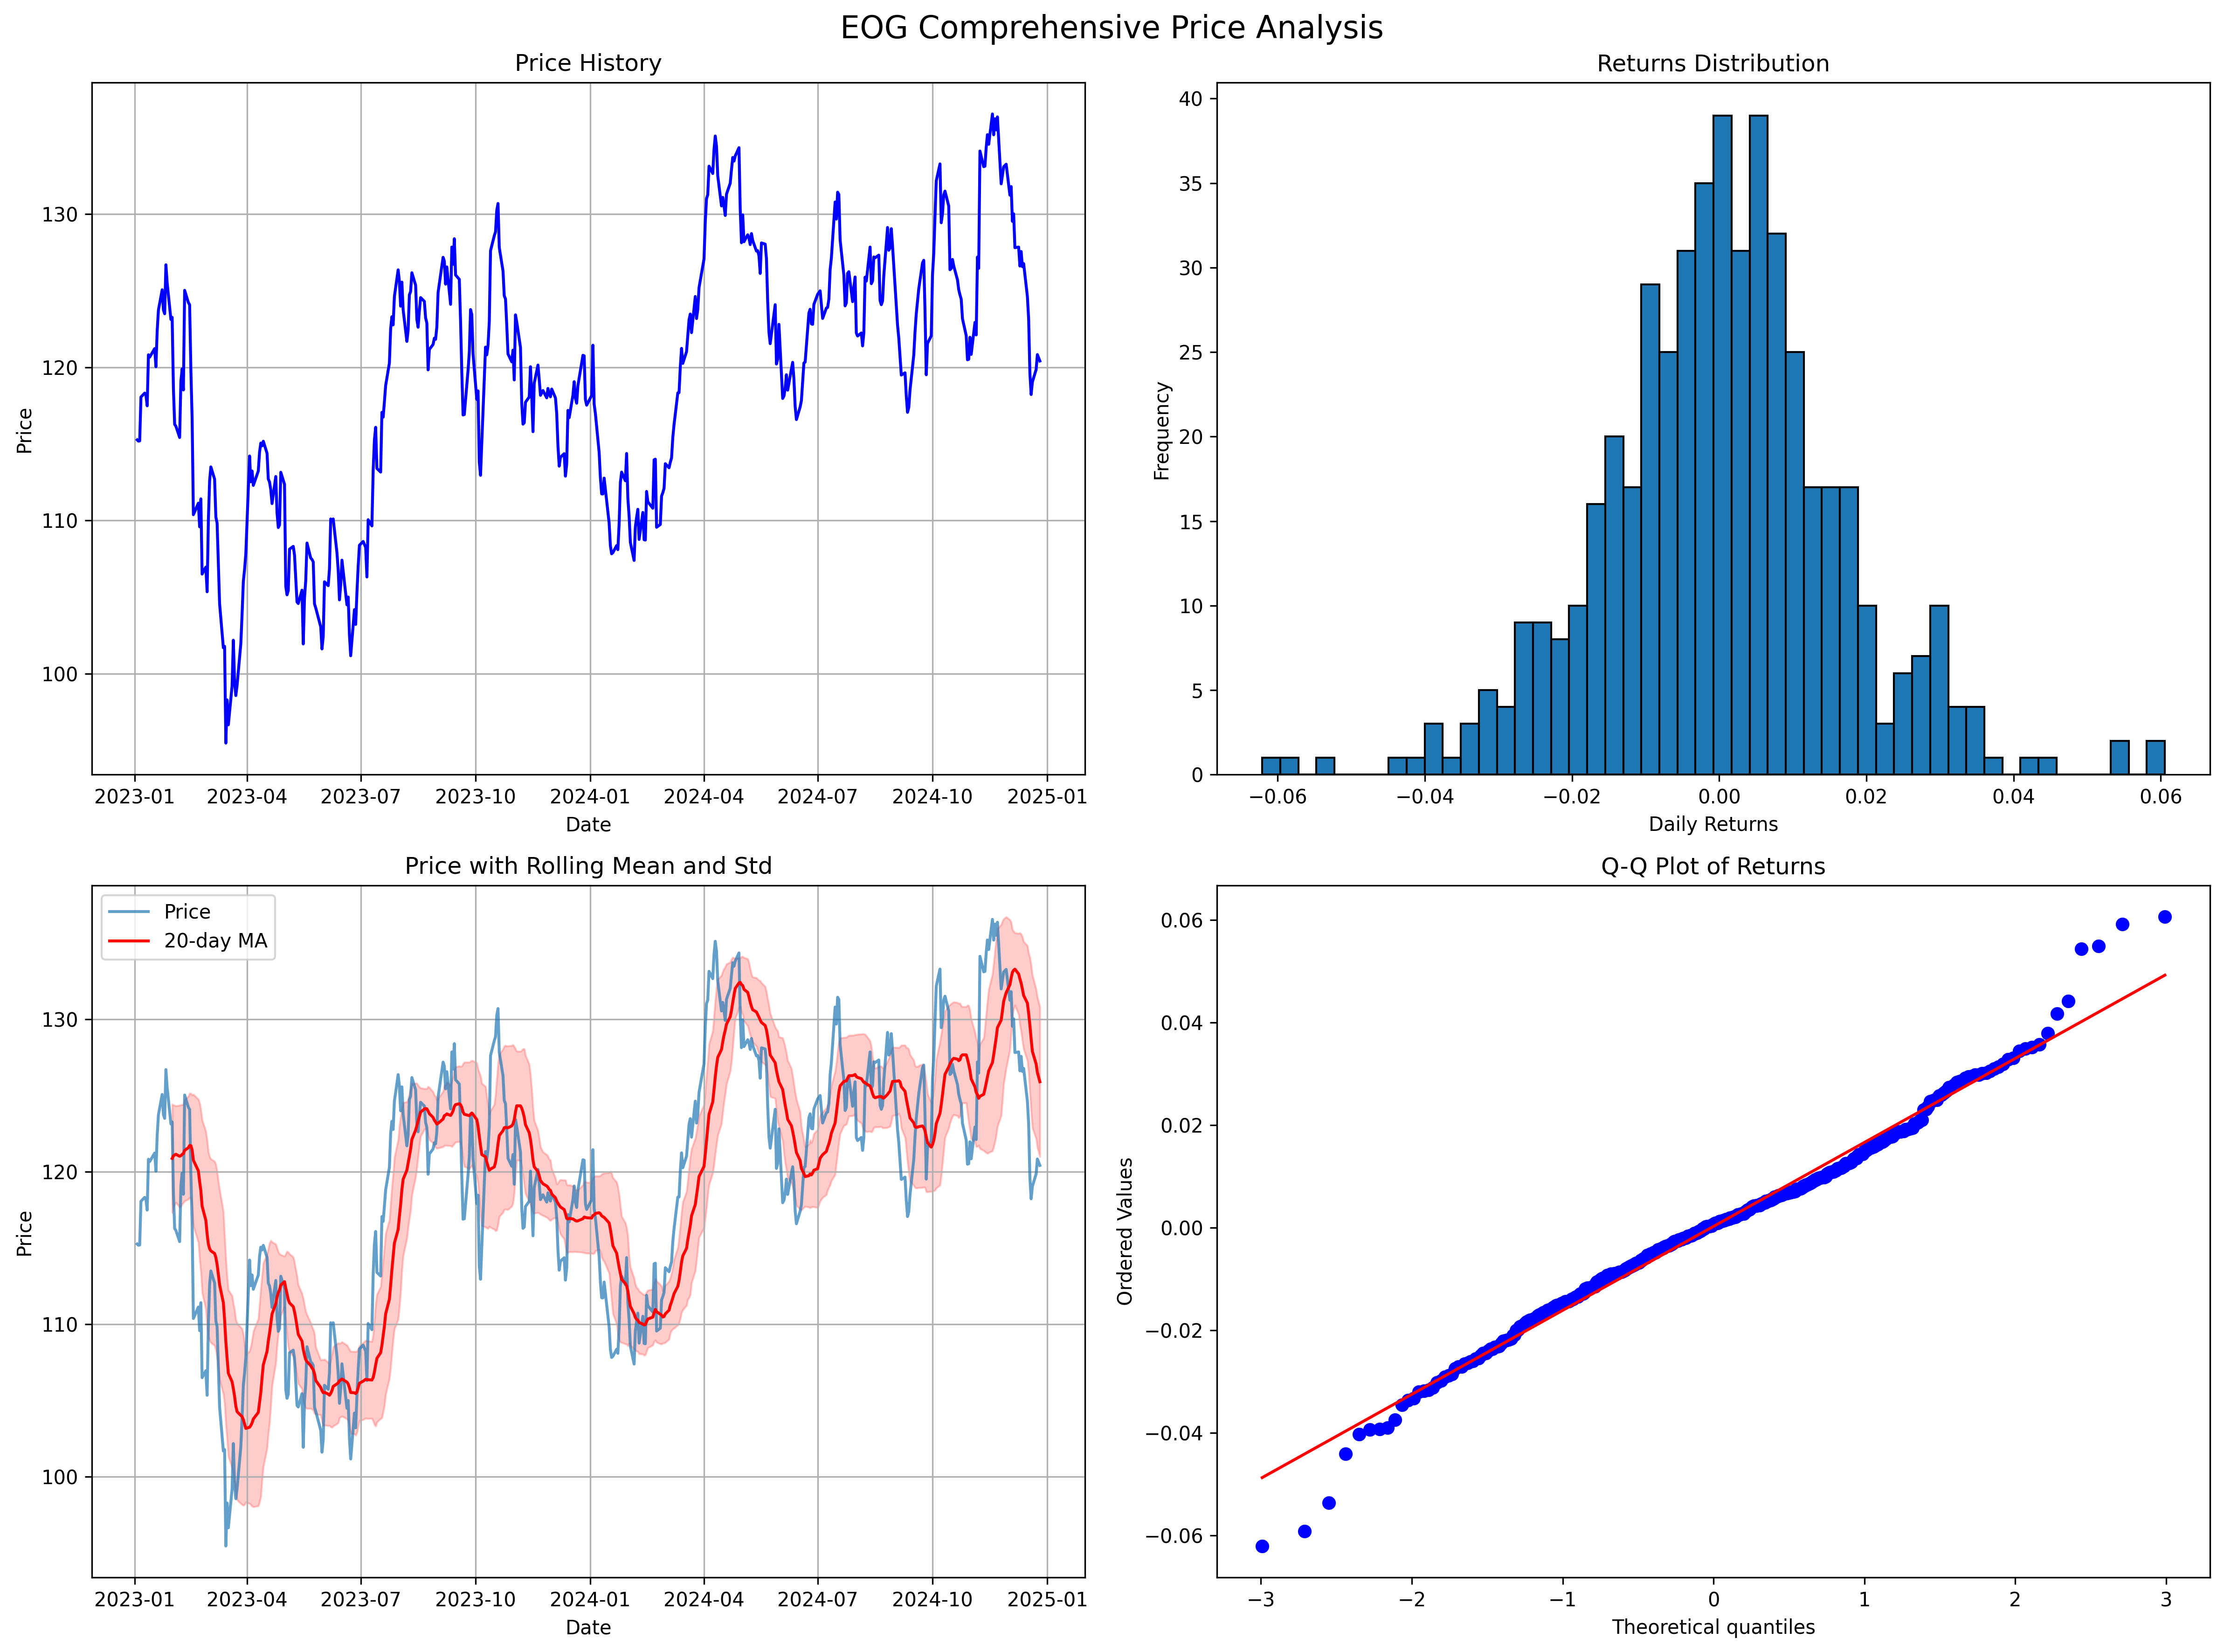 EOG Comprehensive Price Analysis
Price History
Price
130
120
110
100
2023-01 2023-04 2023-07 2023-10 2024-01 2024-04 2024-07 2024-10 2025-01
Date
Returns Distribution
Frequency
40
35
30
25
20
15
10
5
0
−0.06 −0.04 −0.02 0.00 0.02 0.04 0.06
Daily Returns
Price with Rolling Mean and Std
Price
20-day MA
Price
130
120
110
100
2023-01 2023-04 2023-07 2023-10 2024-01 2024-04 2024-07 2024-10 2025-01
Date
Q-Q Plot of Returns
Ordered Values
0.06
0.04
0.02
0.00
−0.02
−0.04
−0.06
−3 −2 −1 0 1 2 3
Theoretical quantiles